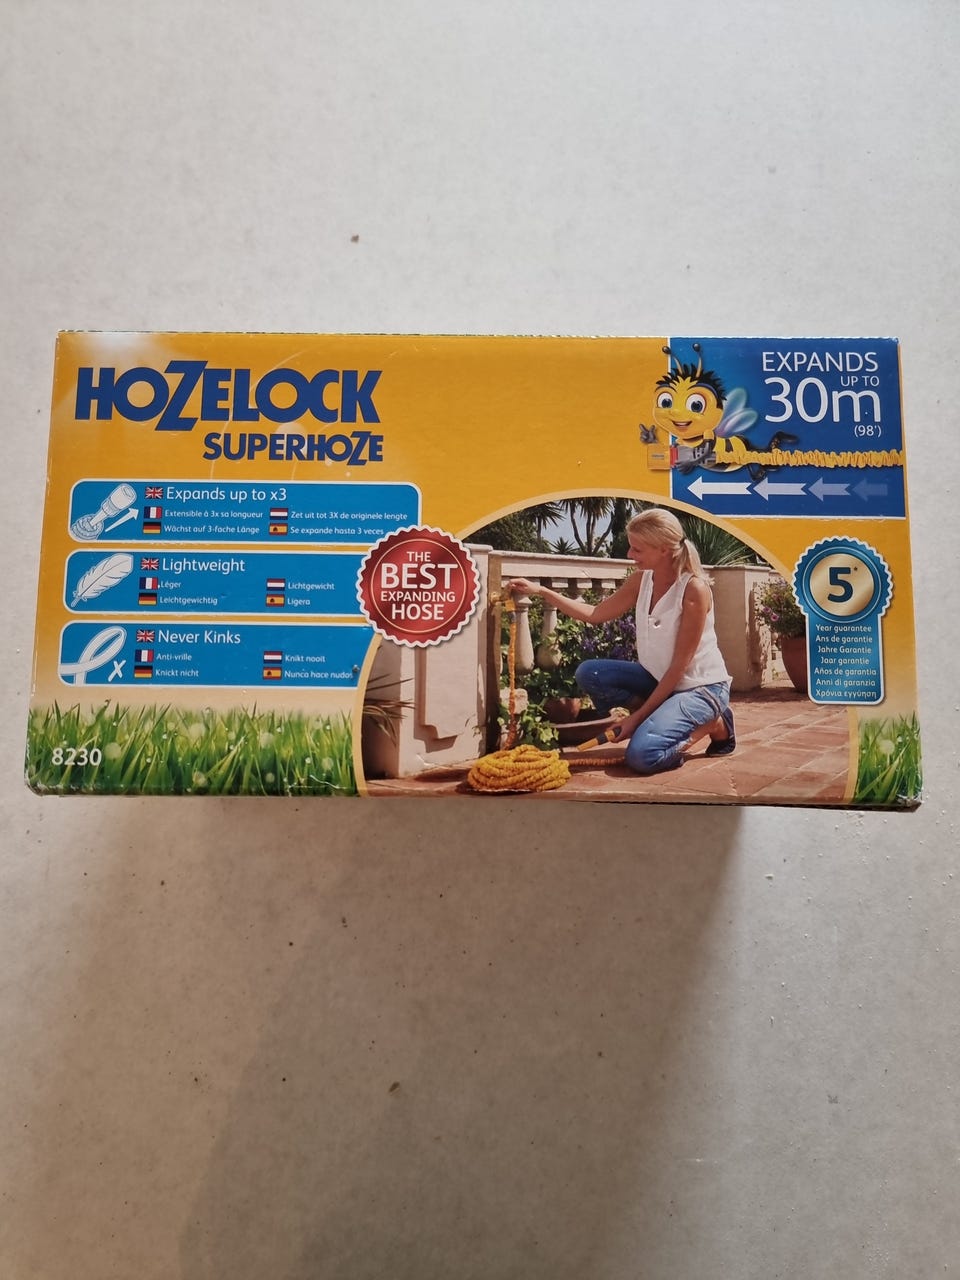 HOZELOCK
SUPERHOZE
EXPANDS
UP TO
30m
(98')
Expands up to x3
Extensible à 3x sa longueur
Zet uit tot 3X de originele lengte
Wächst auf 3-fache Länge
Se expande hasta 3 veces
Lightweight
Léger
Lichtgewicht
Leichtgewichtig
Ligera
Never Kinks
Anti-vrille
Knikt nooit
Knickt nicht
Nunca hace nudos
THE
BEST
EXPANDING
HOSE
5*
Year guarantee
Ans de garantie
Jahre Garantie
Jaar garantie
Años de garantia
Anni di garanzia
Χρόνια εγγύηση
8230